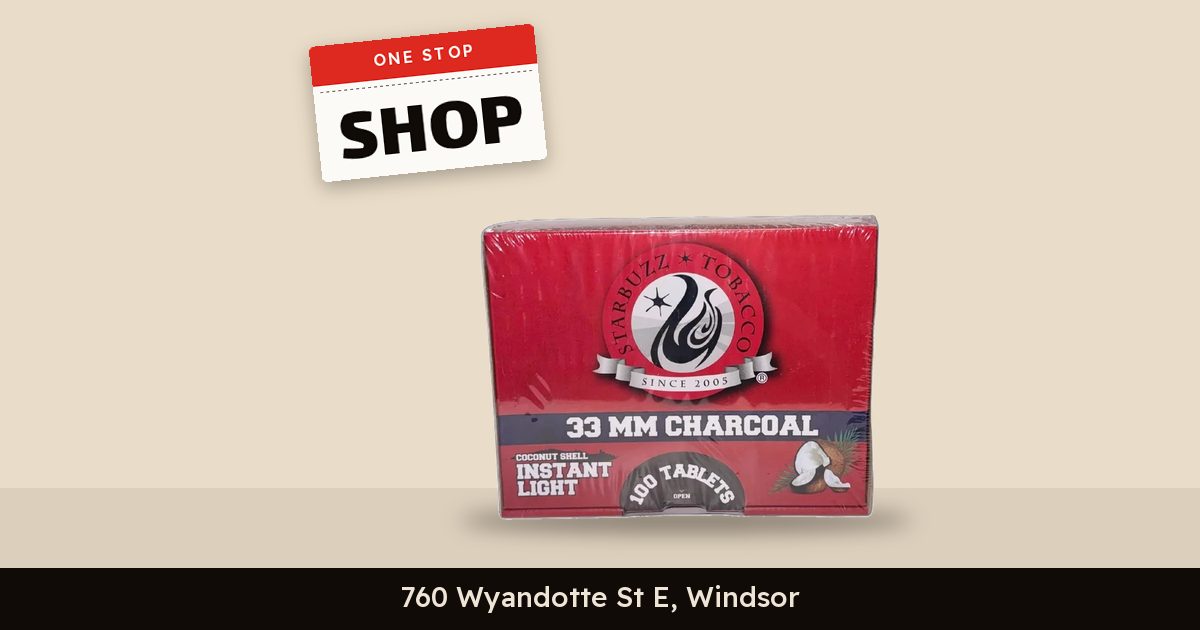 ONE STOP
SHOP
STARBUZZ ✶ TOBACCO
SINCE 2005
®
33 MM CHARCOAL
COCONUT SHELL
INSTANT
LIGHT
100 TABLETS
OPEN
760 Wyandotte St E, Windsor